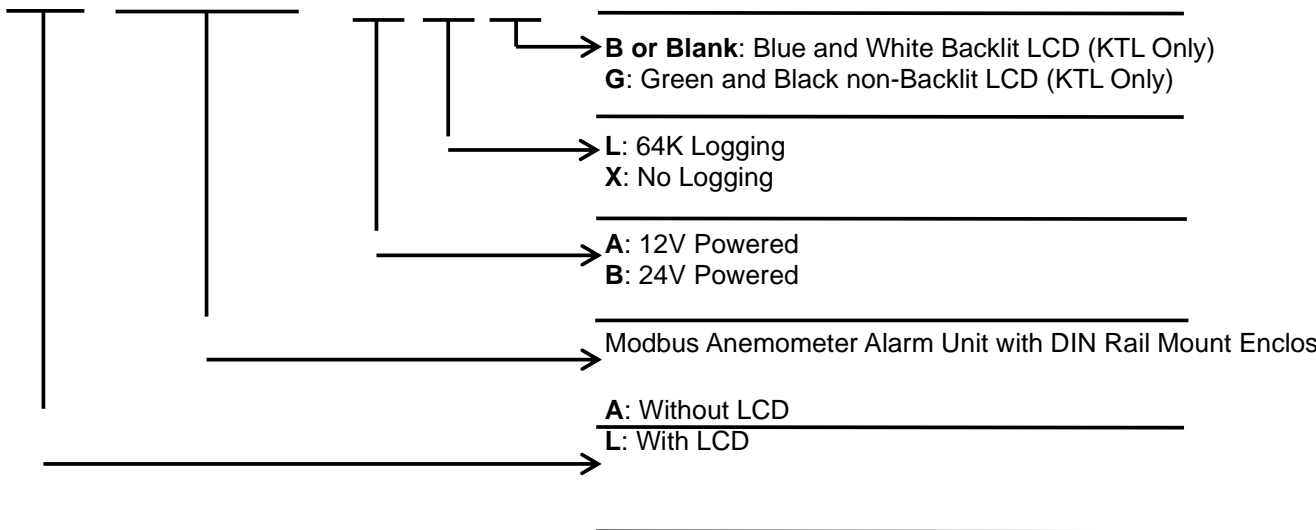 B or Blank: Blue and White Backlit LCD (KTL Only)
G: Green and Black non-Backlit LCD (KTL Only)
L: 64K Logging
X: No Logging
A: 12V Powered
B: 24V Powered
Modbus Anemometer Alarm Unit with DIN Rail Mount Enclos
A: Without LCD
L: With LCD